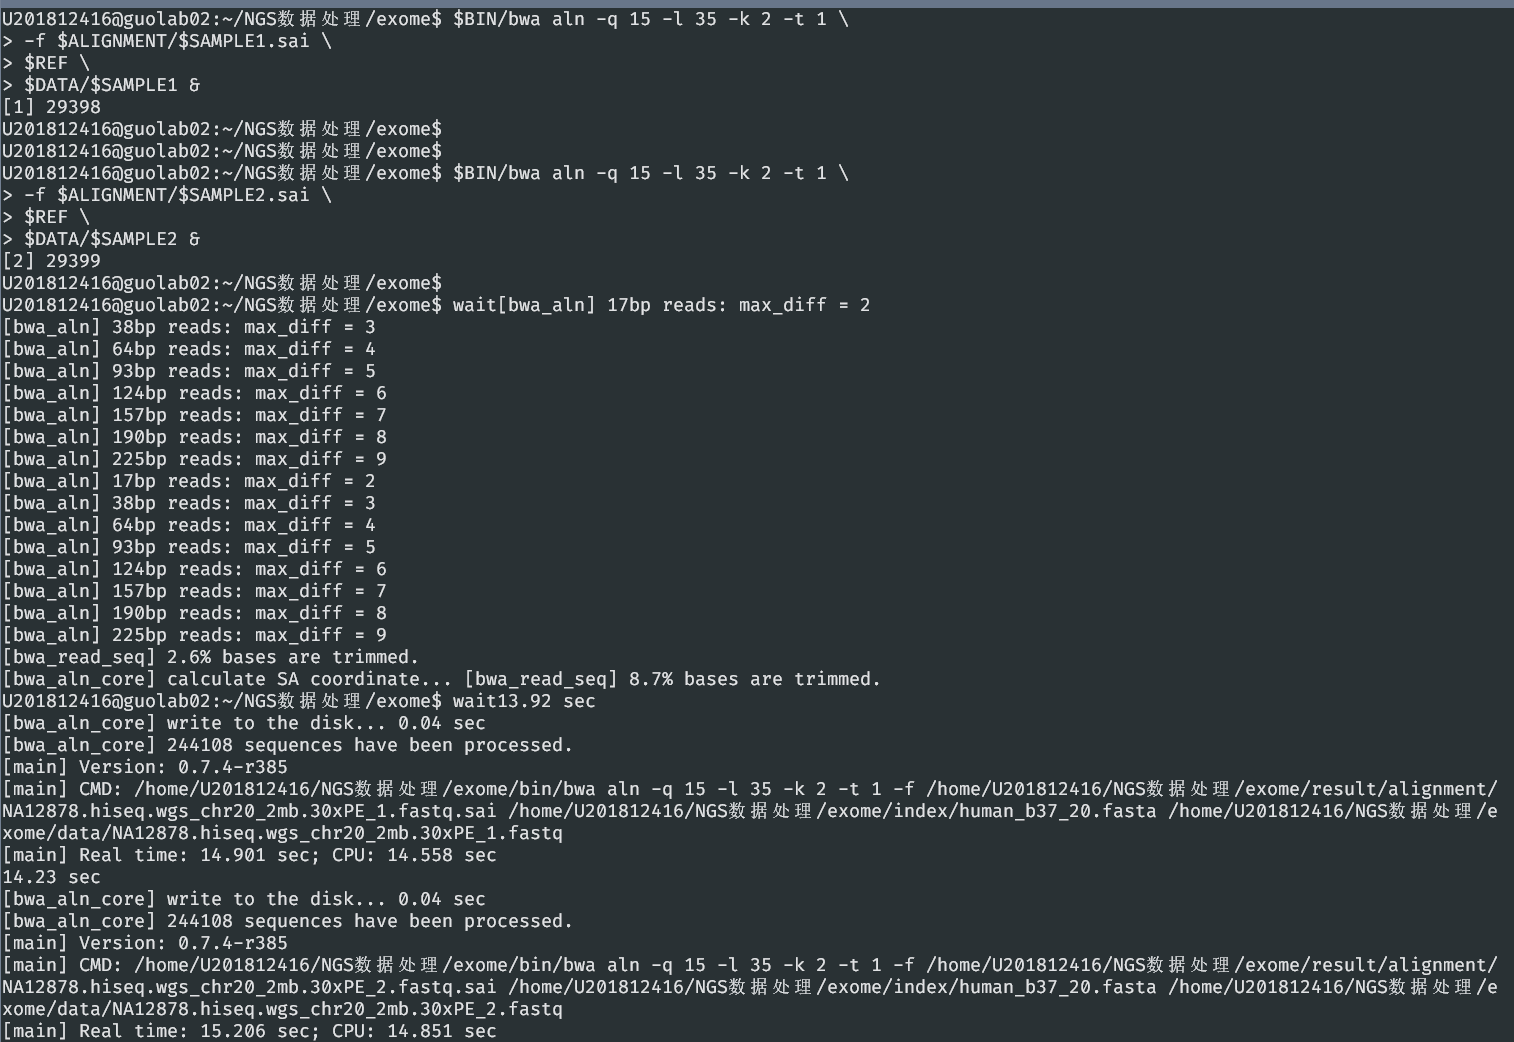 U201812416@guolab02:~/NGS数据处理/exome$ $BIN/bwa aln -q 15 -l 35 -k 2 -t 1 \
> -f $ALIGNMENT/$SAMPLE1.sai \
> $REF \
> $DATA/$SAMPLE1 &
[1] 29398
U201812416@guolab02:~/NGS数据处理/exome$
U201812416@guolab02:~/NGS数据处理/exome$
U201812416@guolab02:~/NGS数据处理/exome$ $BIN/bwa aln -q 15 -l 35 -k 2 -t 1 \
> -f $ALIGNMENT/$SAMPLE2.sai \
> $REF \
> $DATA/$SAMPLE2 &
[2] 29399
U201812416@guolab02:~/NGS数据处理/exome$
U201812416@guolab02:~/NGS数据处理/exome$ wait[bwa_aln] 17bp reads: max_diff = 2
[bwa_aln] 38bp reads: max_diff = 3
[bwa_aln] 64bp reads: max_diff = 4
[bwa_aln] 93bp reads: max_diff = 5
[bwa_aln] 124bp reads: max_diff = 6
[bwa_aln] 157bp reads: max_diff = 7
[bwa_aln] 190bp reads: max_diff = 8
[bwa_aln] 225bp reads: max_diff = 9
[bwa_aln] 17bp reads: max_diff = 2
[bwa_aln] 38bp reads: max_diff = 3
[bwa_aln] 64bp reads: max_diff = 4
[bwa_aln] 93bp reads: max_diff = 5
[bwa_aln] 124bp reads: max_diff = 6
[bwa_aln] 157bp reads: max_diff = 7
[bwa_aln] 190bp reads: max_diff = 8
[bwa_aln] 225bp reads: max_diff = 9
[bwa_read_seq] 2.6% bases are trimmed.
[bwa_aln_core] calculate SA coordinate... [bwa_read_seq] 8.7% bases are trimmed.
U201812416@guolab02:~/NGS数据处理/exome$ wait13.92 sec
[bwa_aln_core] write to the disk... 0.04 sec
[bwa_aln_core] 244108 sequences have been processed.
[main] Version: 0.7.4-r385
[main] CMD: /home/U201812416/NGS数据处理/exome/bin/bwa aln -q 15 -l 35 -k 2 -t 1 -f /home/U201812416/NGS数据处理/exome/result/alignment/
NA12878.hiseq.wgs_chr20_2mb.30xPE_1.fastq.sai /home/U201812416/NGS数据处理/exome/index/human_b37_20.fasta /home/U201812416/NGS数据处理/e
xome/data/NA12878.hiseq.wgs_chr20_2mb.30xPE_1.fastq
[main] Real time: 14.901 sec; CPU: 14.558 sec
14.23 sec
[bwa_aln_core] write to the disk... 0.04 sec
[bwa_aln_core] 244108 sequences have been processed.
[main] Version: 0.7.4-r385
[main] CMD: /home/U201812416/NGS数据处理/exome/bin/bwa aln -q 15 -l 35 -k 2 -t 1 -f /home/U201812416/NGS数据处理/exome/result/alignment/
NA12878.hiseq.wgs_chr20_2mb.30xPE_2.fastq.sai /home/U201812416/NGS数据处理/exome/index/human_b37_20.fasta /home/U201812416/NGS数据处理/e
xome/data/NA12878.hiseq.wgs_chr20_2mb.30xPE_2.fastq
[main] Real time: 15.206 sec; CPU: 14.851 sec